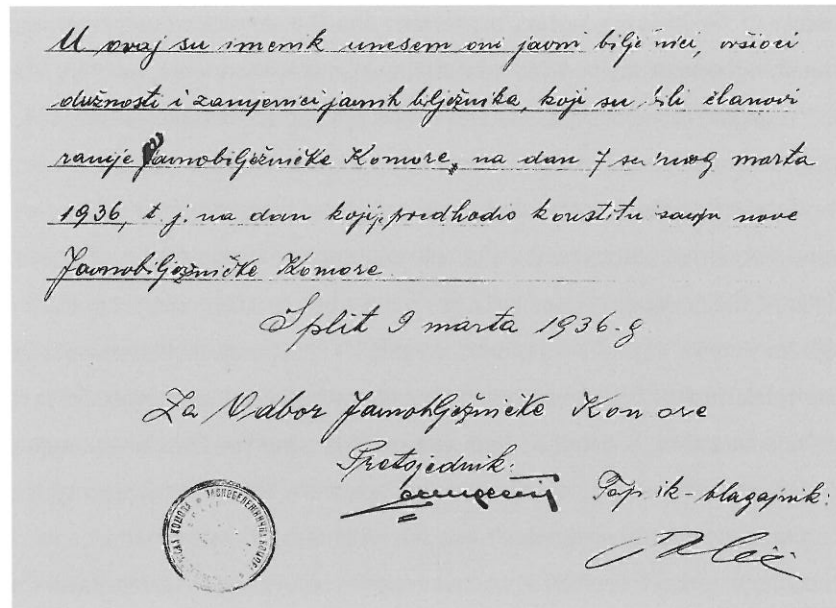 U ovaj su imenik unesem oni javni bilježnici, vršioci
dužnosti i zamjenici javnih bilježnika, koji su bili članovi
ranije Javnobilježničke Komore, na dan 7 marta
1936, t. j. na dan koji je predhodio nove
Javnobilježničke Komore
Split 9 marta 1936. g
Za Odbor Javnobilježničke Komore
Pretsjednik:
Tajnik-blagajnik: